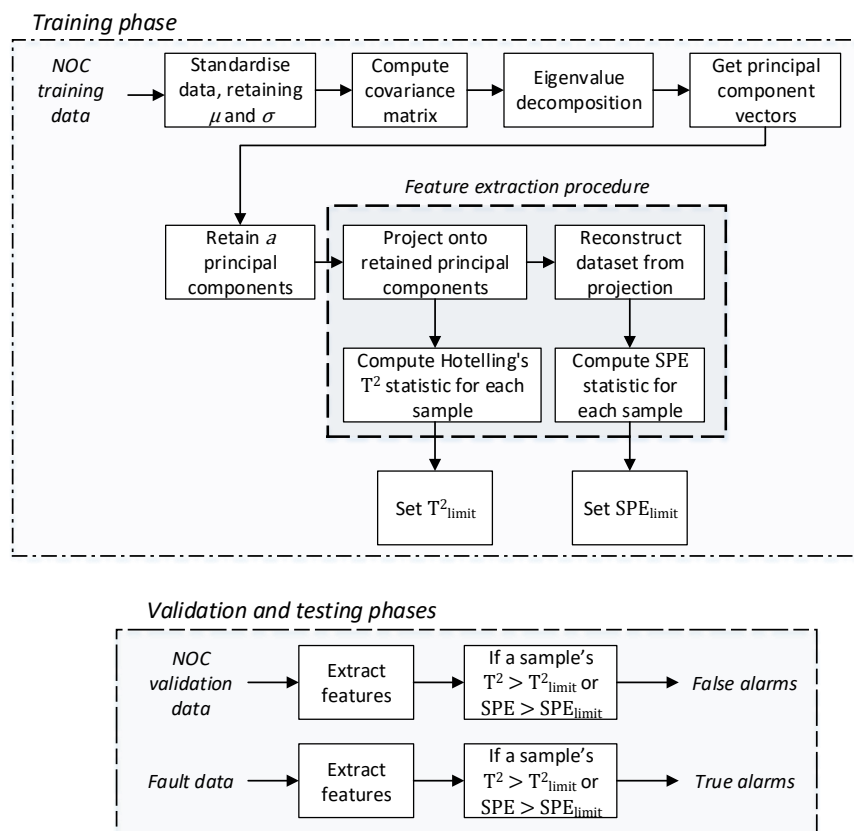 Training phase
NOC
training
data
Standardise
data, retaining
μ and σ
Compute
covariance
matrix
Eigenvalue
decomposition
Get principal
component
vectors
Feature extraction procedure
Retain a
principal
components
Project onto
retained principal
components
Reconstruct
dataset from
projection
Compute Hotelling's
T² statistic for each
sample
Compute SPE
statistic for
each sample
Set T²limit
Set SPElimit
Validation and testing phases
NOC
validation
data
Extract
features
If a sample’s
T² > T²limit or
SPE > SPElimit
False alarms
Fault data
Extract
features
If a sample’s
T² > T²limit or
SPE > SPElimit
True alarms